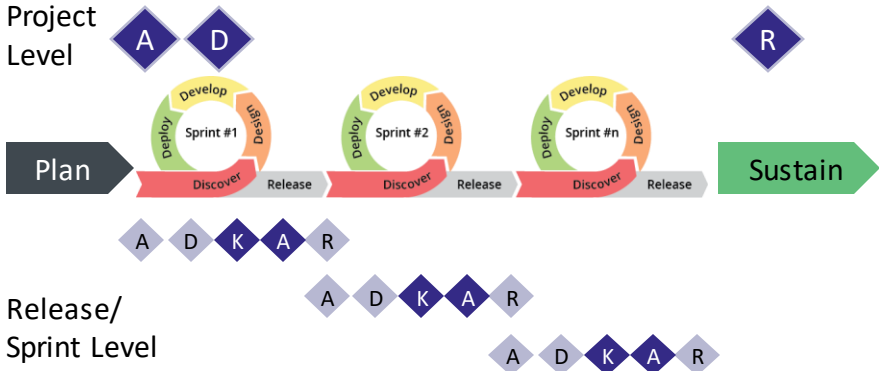 Project
Level
A D R
Develop Develop Develop
Deploy Sprint #1 Design Deploy Sprint #2 Design Deploy Sprint #n Design
Plan Discover Release Discover Release Discover Release Sustain
A D K A R
A D K A R
Release/
Sprint Level
A D K A R